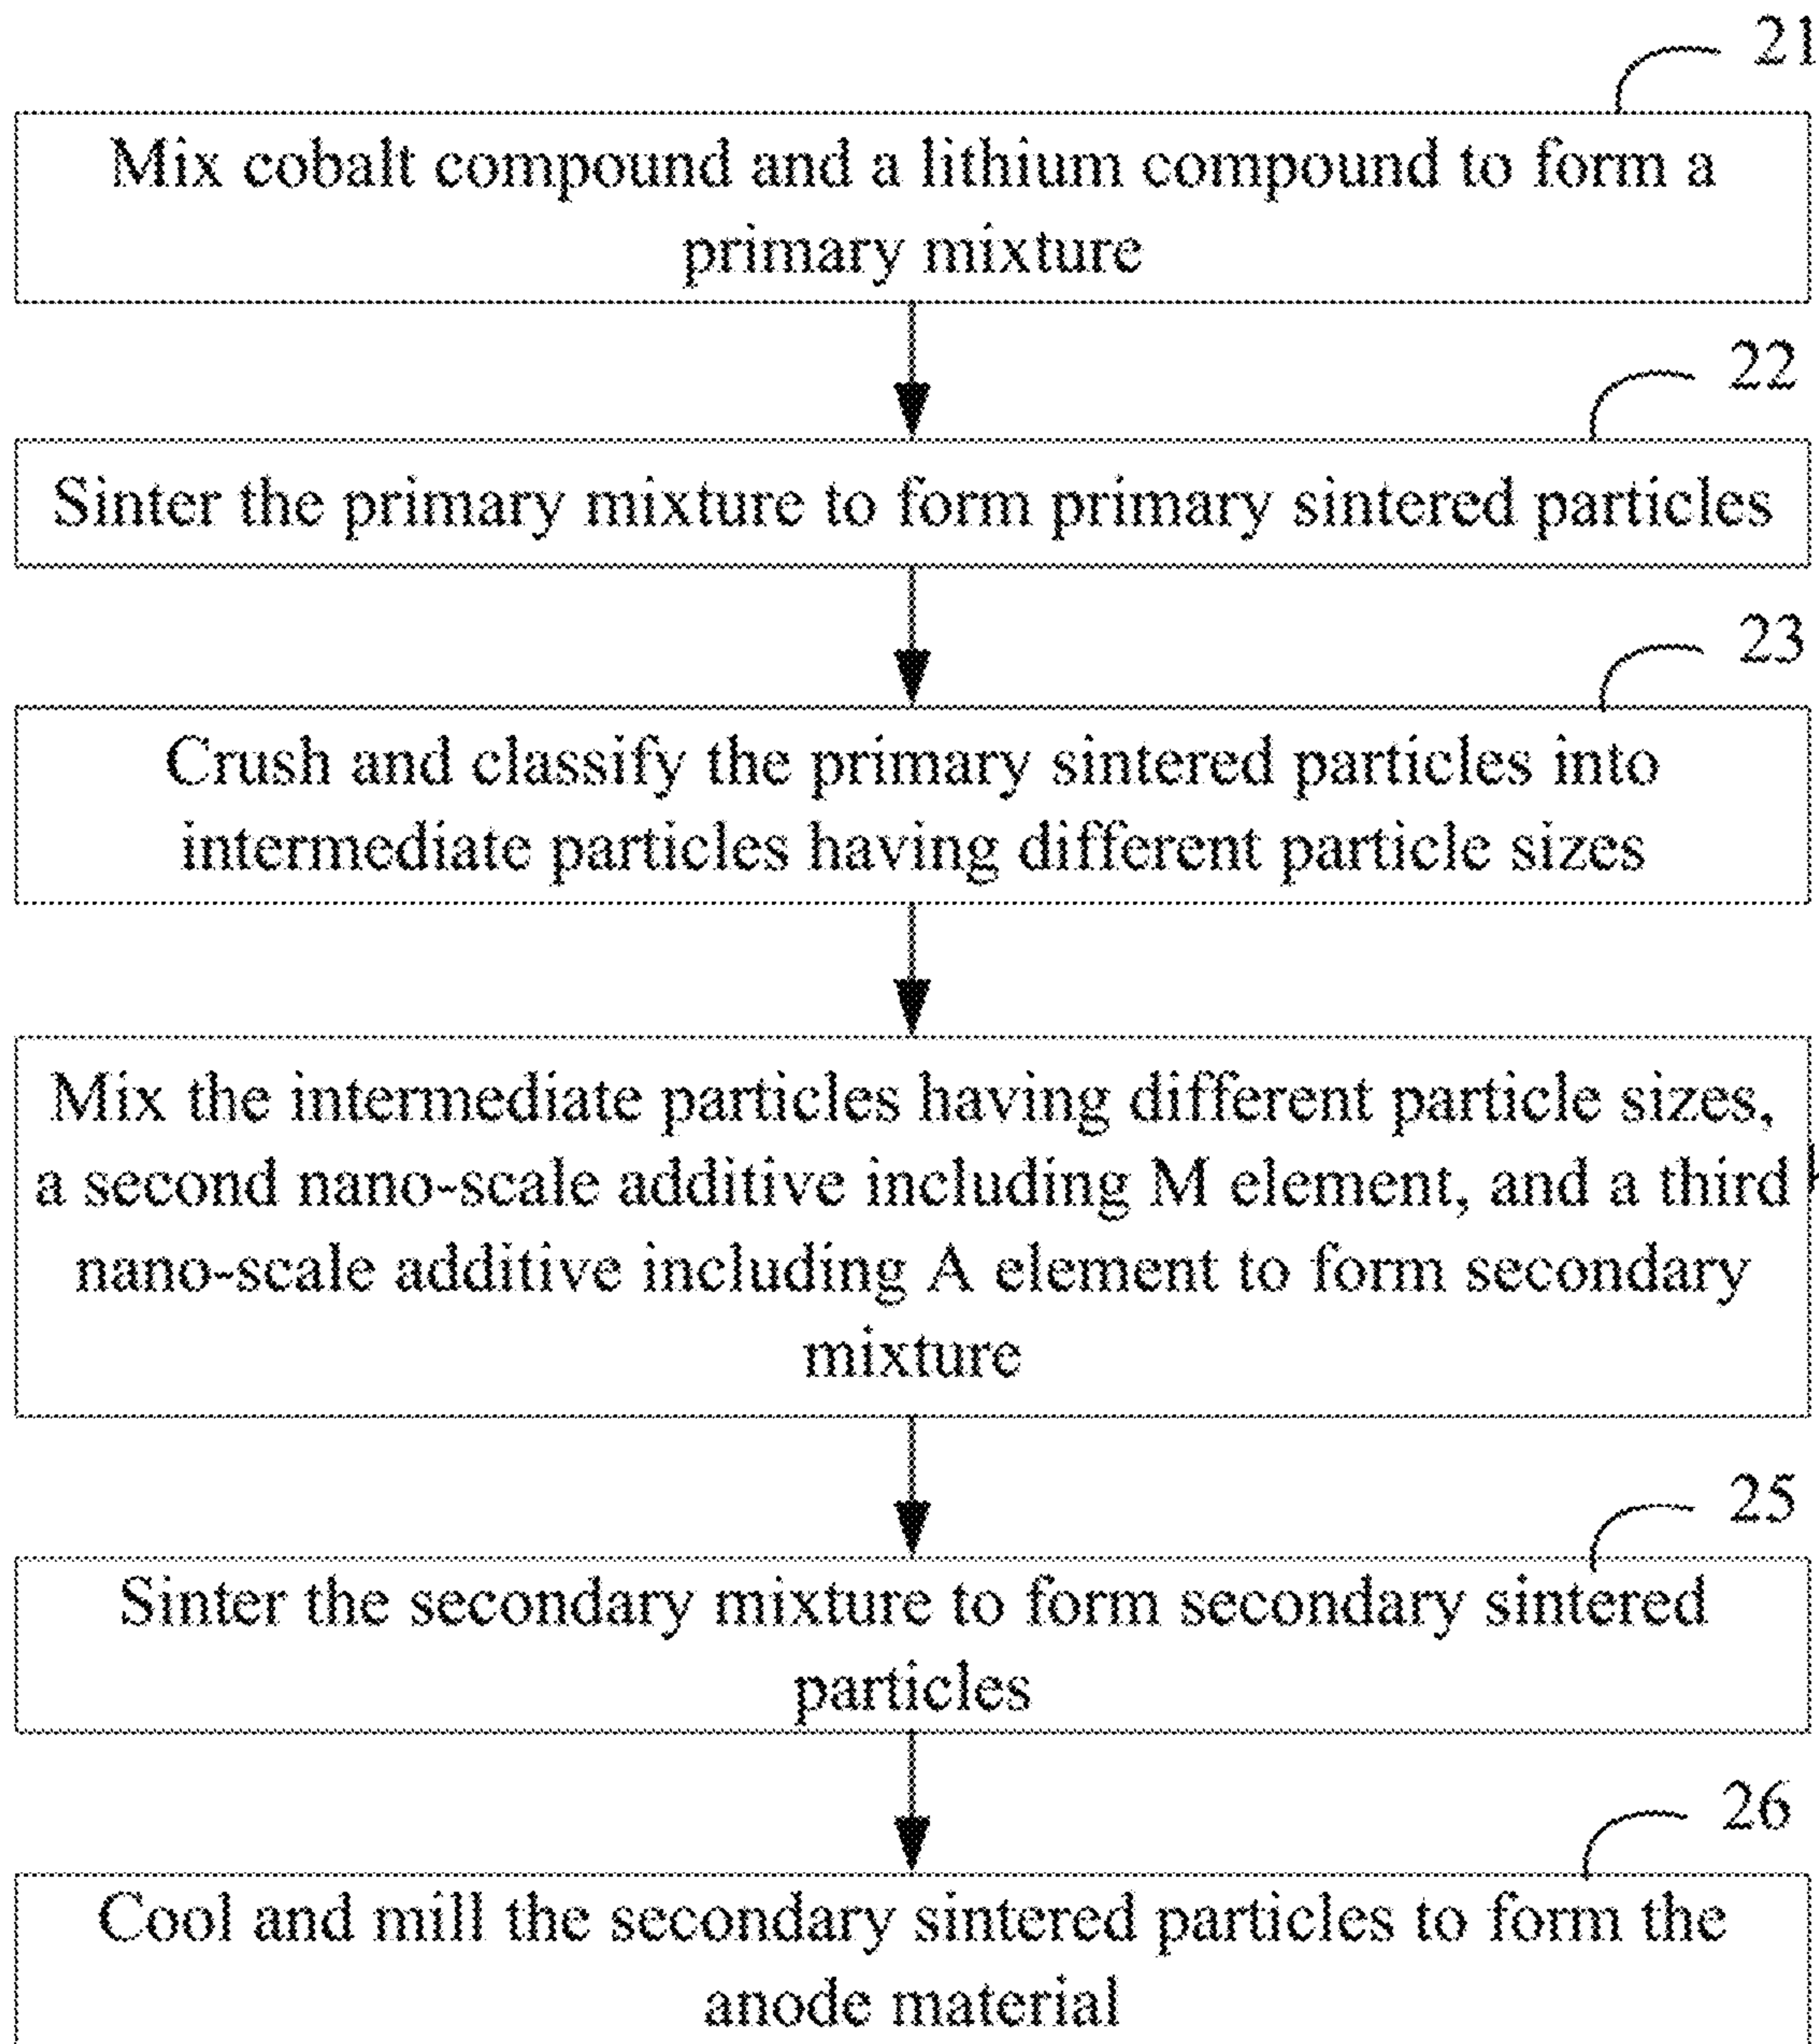 21
Mix cobalt compound and a lithium compound to form a
primary mixture
22
Sinter the primary mixture to form primary sintered particles
23
Crush and classify the primary sintered particles into
intermediate particles having different particle sizes
Mix the intermediate particles having different particle sizes,
a second nano-scale additive including M element, and a third
nano-scale additive including A element to form secondary
mixture
25
Sinter the secondary mixture to form secondary sintered
particles
26
Cool and mill the secondary sintered particles to form the
anode material